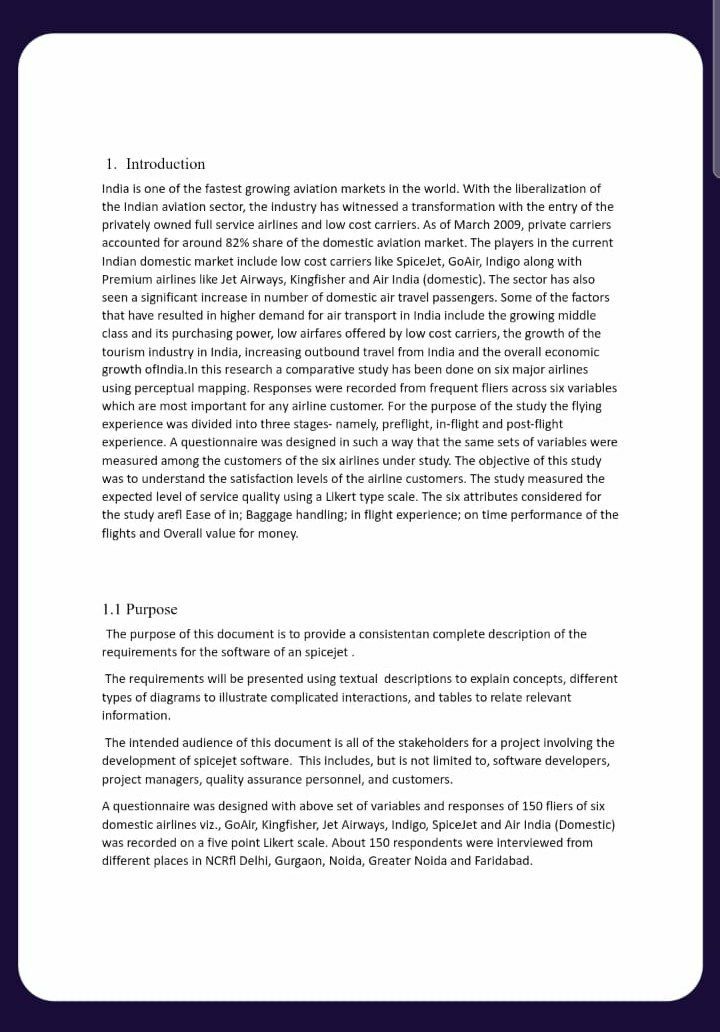 1. Introduction
India is one of the fastest growing aviation markets in the world. With the liberalization of
the Indian aviation sector, the industry has witnessed a transformation with the entry of the
privately owned full service airlines and low cost carriers. As of March 2009, private carriers
accounted for around 82% share of the domestic aviation market. The players in the current
Indian domestic market include low cost carriers like SpiceJet, GoAir, Indigo along with
Premium airlines like Jet Airways, Kingfisher and Air India (domestic). The sector has also
seen a significant increase in number of domestic air travel passengers. Some of the factors
that have resulted in higher demand for air transport in India include the growing middle
class and its purchasing power, low airfares offered by low cost carriers, the growth of the
tourism industry in India, increasing outbound travel from India and the overall economic
growth ofIndia.In this research a comparative study has been done on six major airlines
using perceptual mapping. Responses were recorded from frequent fliers across six variables
which are most important for any airline customer. For the purpose of the study the flying
experience was divided into three stages- namely, preflight, in-flight and post-flight
experience. A questionnaire was designed in such a way that the same sets of variables were
measured among the customers of the six airlines under study. The objective of this study
was to understand the satisfaction levels of the airline customers. The study measured the
expected level of service quality using a Likert type scale. The six attributes considered for
the study arefl Ease of in; Baggage handling; in flight experience; on time performance of the
flights and Overall value for money.
1.1 Purpose
The purpose of this document is to provide a consistentan complete description of the
requirements for the software of an spicejet .
The requirements will be presented using textual descriptions to explain concepts, different
types of diagrams to illustrate complicated interactions, and tables to relate relevant
information.
The intended audience of this document is all of the stakeholders for a project involving the
development of spicejet software. This includes, but is not limited to, software developers,
project managers, quality assurance personnel, and customers.
A questionnaire was designed with above set of variables and responses of 150 fliers of six
domestic airlines viz., GoAir, Kingfisher, Jet Airways, Indigo, SpiceJet and Air India (Domestic)
was recorded on a five point Likert scale. About 150 respondents were interviewed from
different places in NCRfl Delhi, Gurgaon, Noida, Greater Noida and Faridabad.